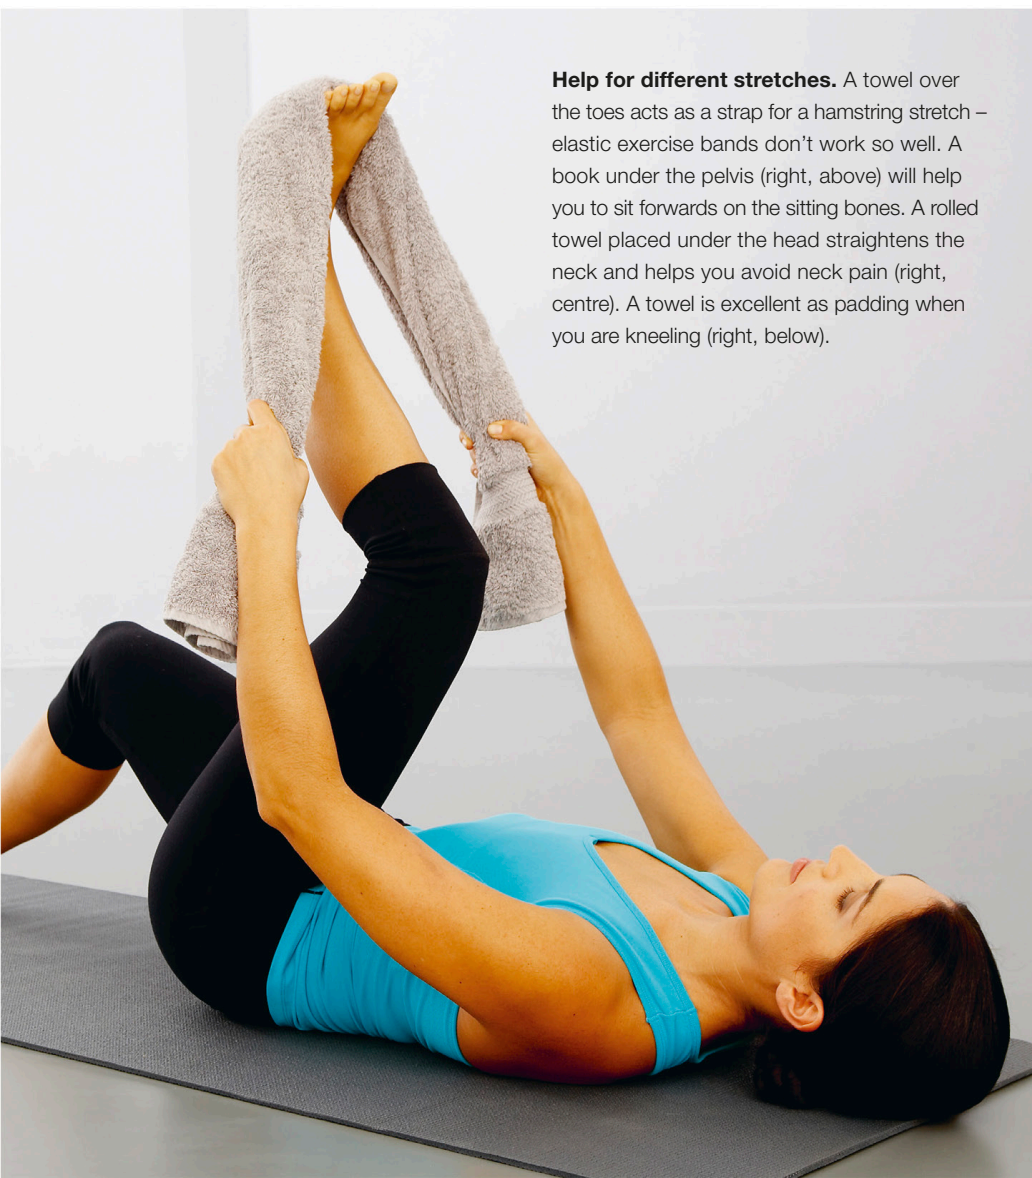 Help for different stretches. A towel over
the toes acts as a strap for a hamstring stretch –
elastic exercise bands don’t work so well. A
book under the pelvis (right, above) will help
you to sit forwards on the sitting bones. A rolled
towel placed under the head straightens the
neck and helps you avoid neck pain (right,
centre). A towel is excellent as padding when
you are kneeling (right, below).